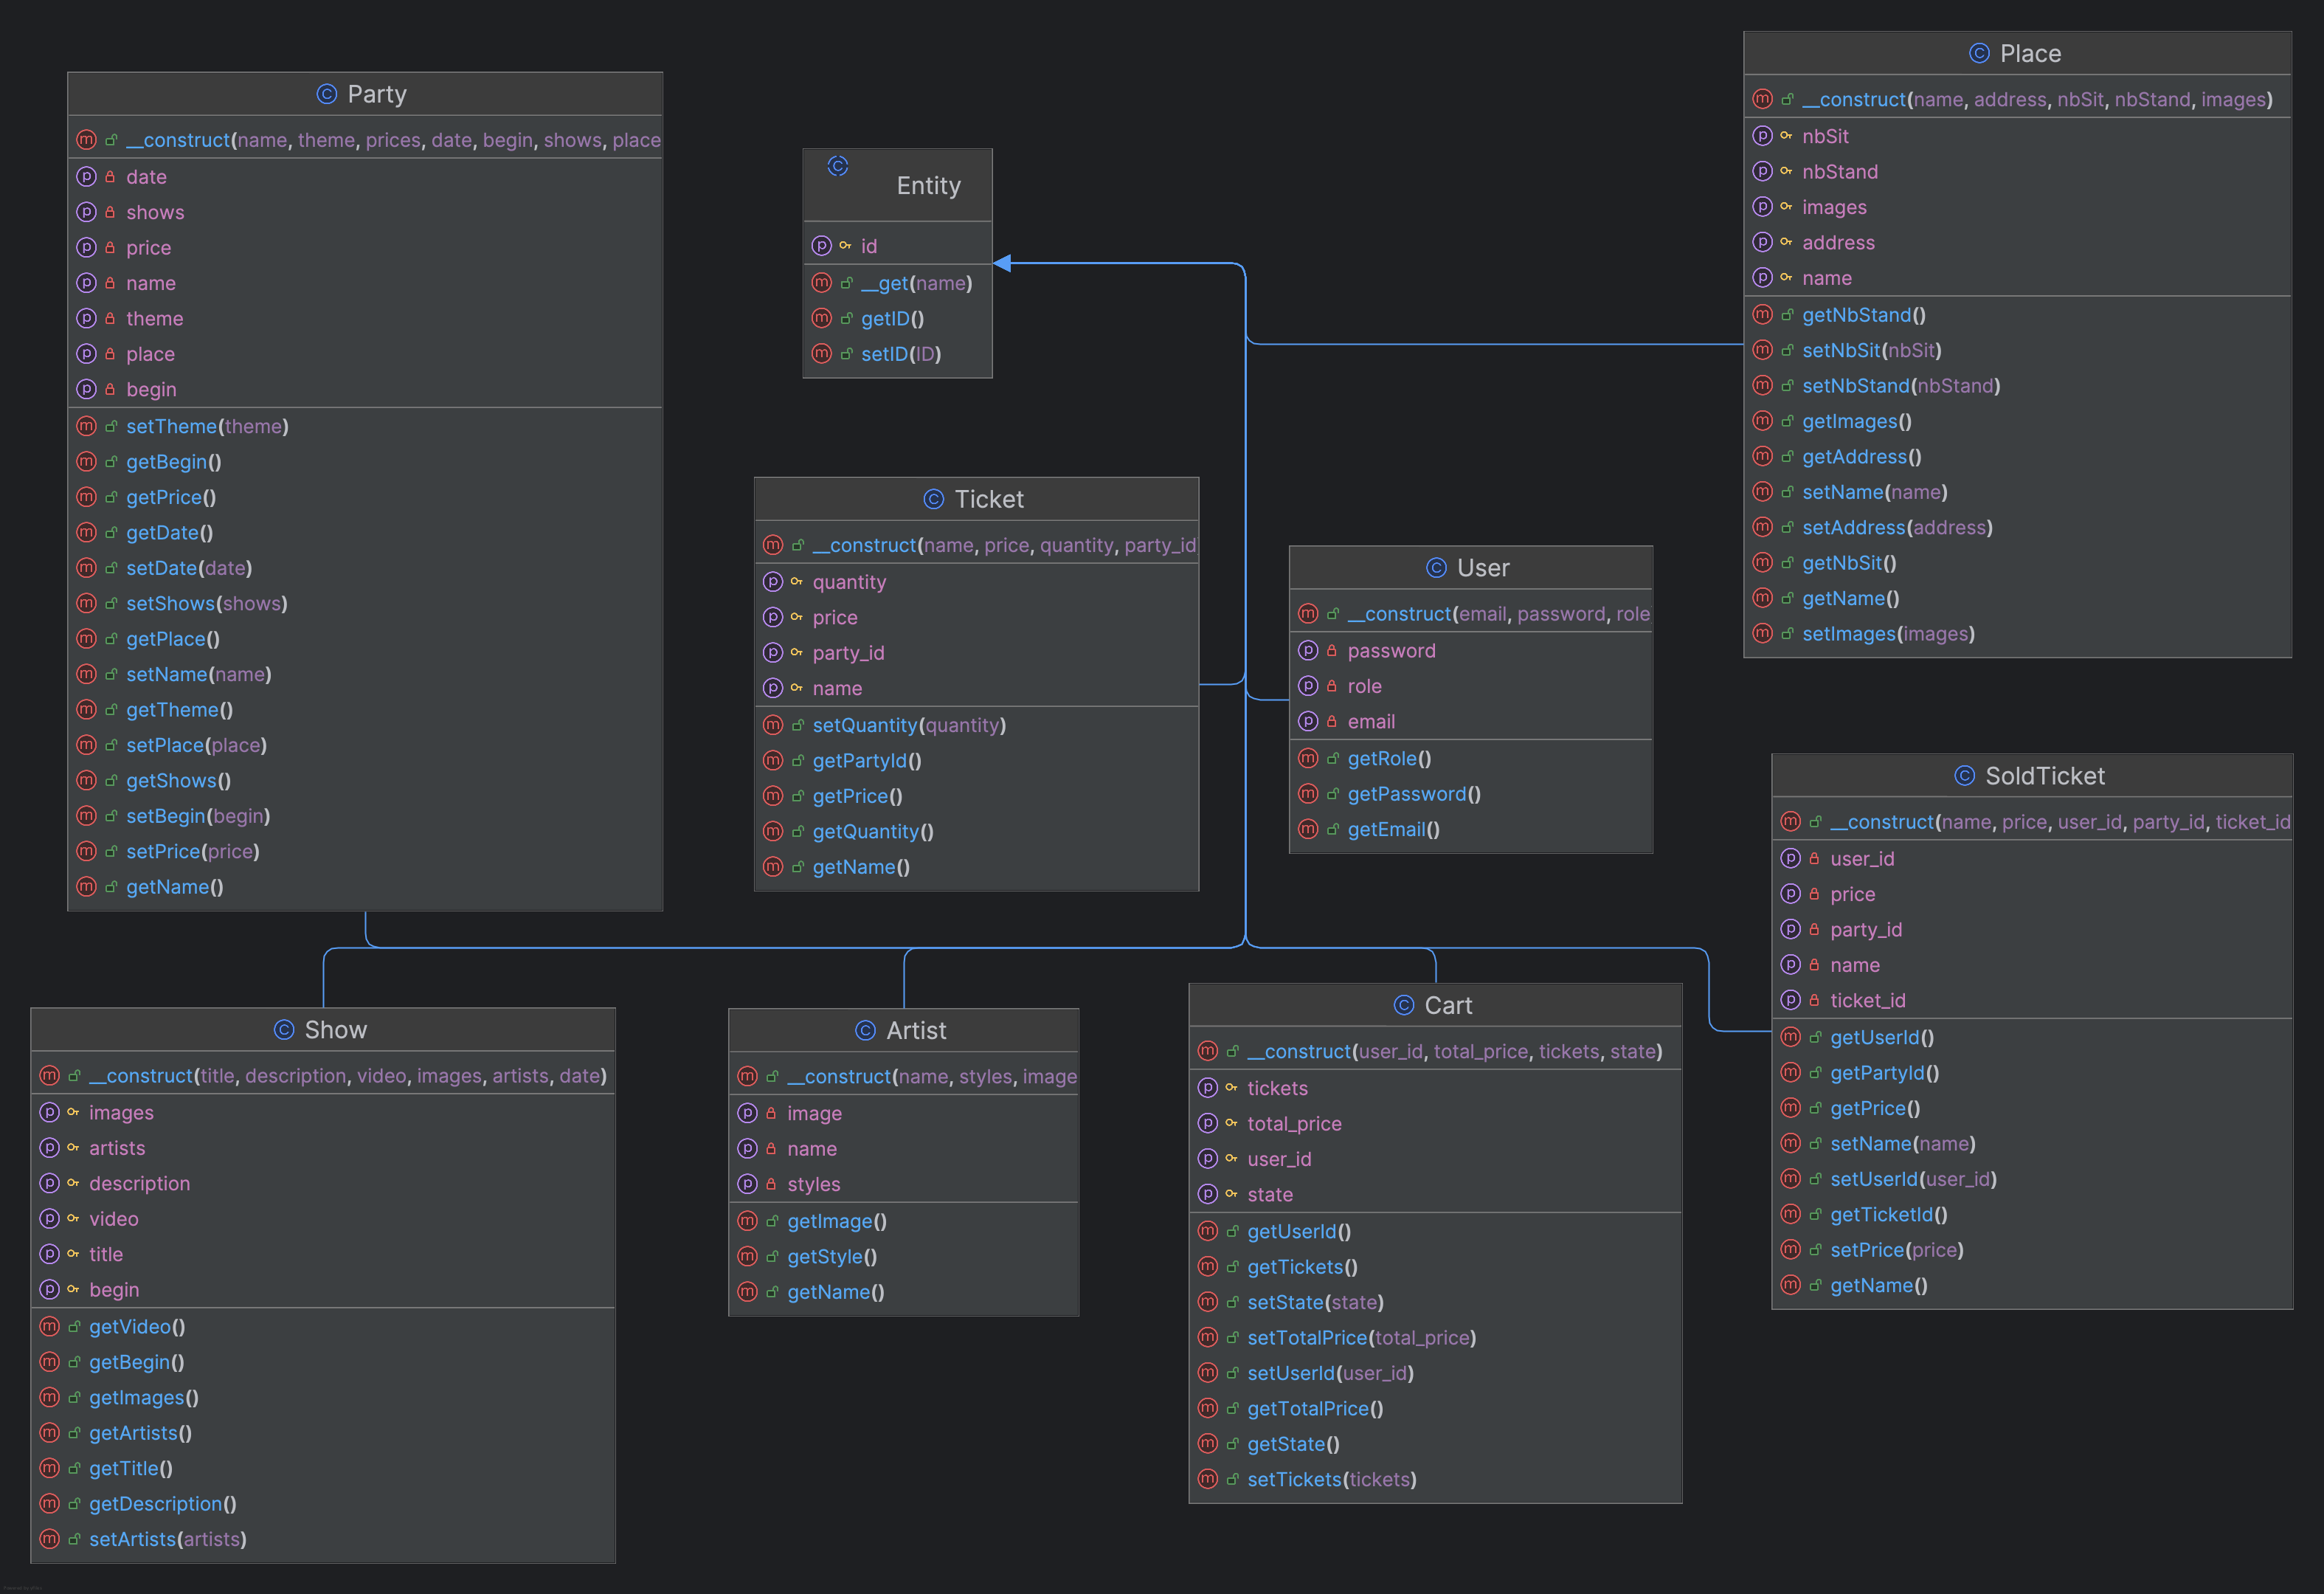 Party
__construct(name, theme, prices, date, begin, shows, place
date
shows
price
name
theme
place
begin
setTheme(theme)
getBegin()
getPrice()
getDate()
setDate(date)
setShows(shows)
getPlace()
setName(name)
getTheme()
setPlace(place)
getShows()
setBegin(begin)
setPrice(price)
getName()
Entity
id
__get(name)
getID()
setID(ID)
Place
__construct(name, address, nbSit, nbStand, images)
nbSit
nbStand
images
address
name
getNbStand()
setNbSit(nbSit)
setNbStand(nbStand)
getImages()
getAddress()
setName(name)
setAddress(address)
getNbSit()
getName()
setImages(images)
Ticket
__construct(name, price, quantity, party_id
quantity
price
party_id
name
setQuantity(quantity)
getPartyId()
getPrice()
getQuantity()
getName()
User
__construct(email, password, role
password
role
email
getRole()
getPassword()
getEmail()
SoldTicket
__construct(name, price, user_id, party_id, ticket_id
user_id
price
party_id
name
ticket_id
getUserId()
getPartyId()
getPrice()
setName(name)
setUserId(user_id)
getTicketId()
setPrice(price)
getName()
Show
__construct(title, description, video, images, artists, date)
images
artists
description
video
title
begin
getVideo()
getBegin()
getImages()
getArtists()
getTitle()
getDescription()
setArtists(artists)
Artist
__construct(name, styles, image
image
name
styles
getImage()
getStyle()
getName()
Cart
__construct(user_id, total_price, tickets, state)
tickets
total_price
user_id
state
getUserId()
getTickets()
setState(state)
setTotalPrice(total_price)
setUserId(user_id)
getTotalPrice()
getState()
setTickets(tickets)